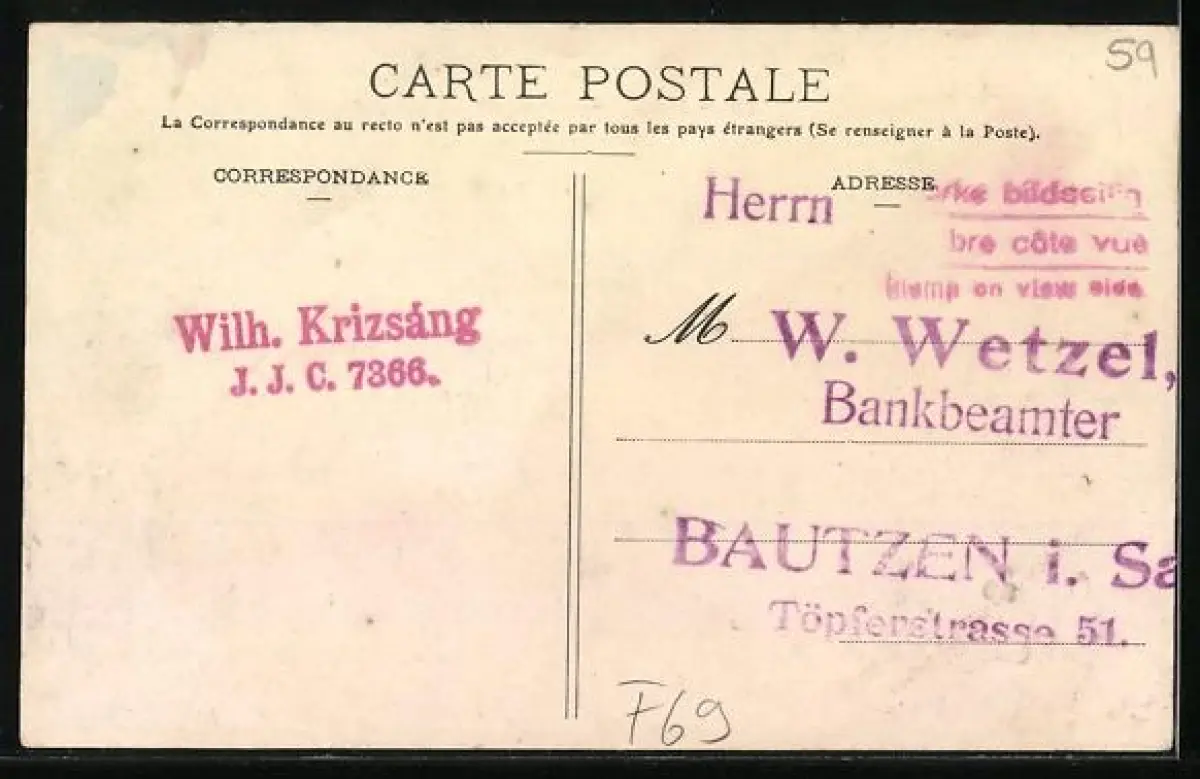 59
CARTE POSTALE
La Correspondance au recto n'est pas acceptée par tous les pays étrangers (Se renseigner à la Poste).
CORRESPONDANCE
Wilh. Krizsáng
J. J. C. 7366.
ADRESSE
Herrn
côte vue
on view side
M W. Wetzel,
Bankbeamter
BAUTZEN i. Sa
Töpferstrasse 51.
F69